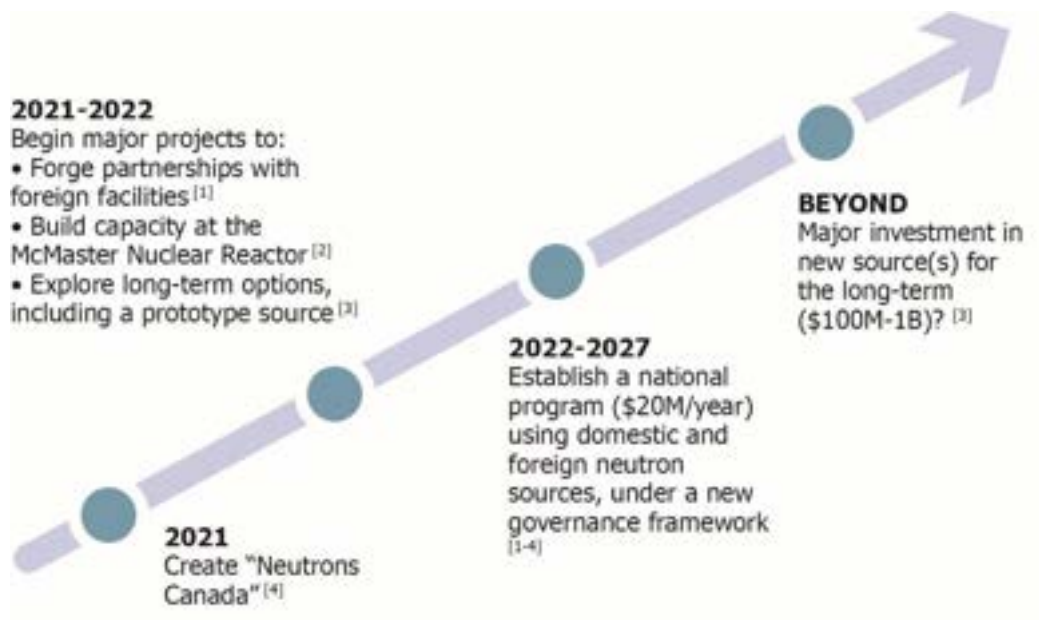 2021-2022
Begin major projects to:
• Forge partnerships with
foreign facilities [1]
• Build capacity at the
McMaster Nuclear Reactor [2]
• Explore long-term options,
including a prototype source [3]
2021
Create “Neutrons
Canada” [4]
2022-2027
Establish a national
program ($20M/year)
using domestic and
foreign neutron
sources, under a new
governance framework
[1-4]
BEYOND
Major investment in
new source(s) for
the long-term
($100M-1B)? [3]